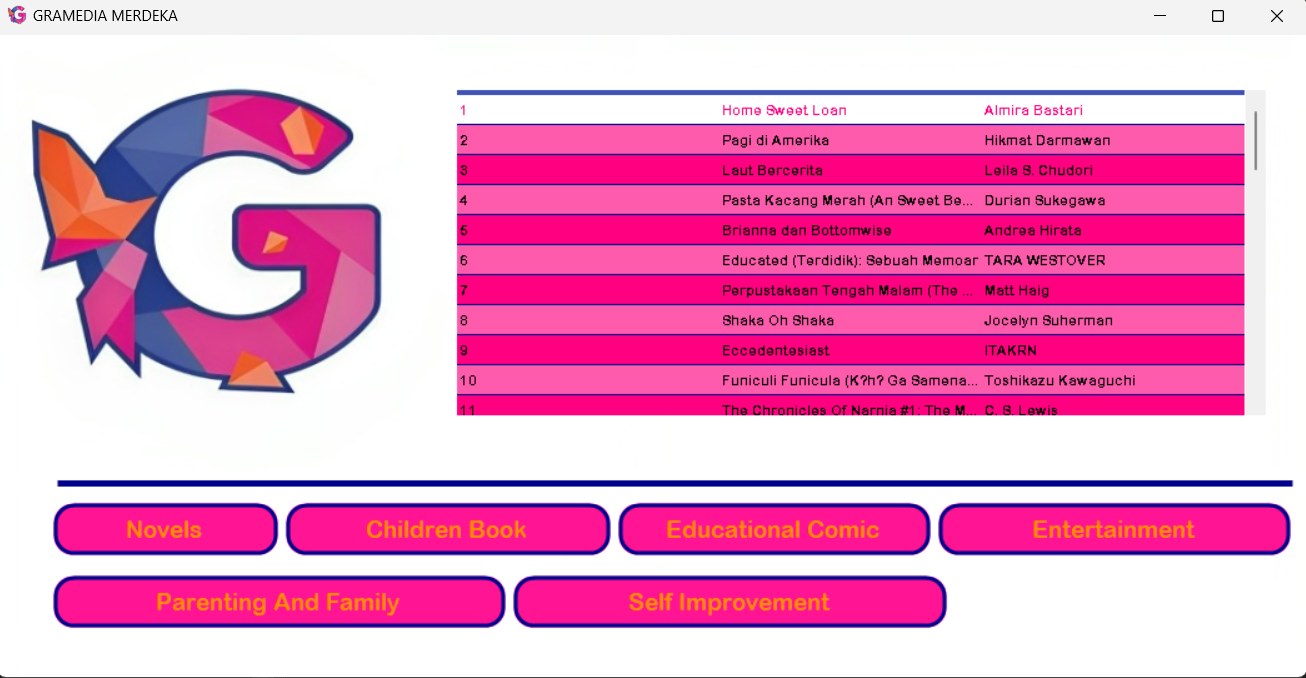 GRAMEDIA MERDEKA
1 Home Sweet Loan Almira Bastari
2 Pagi di Amerika Hikmat Darmawan
3 Laut Bercerita Leila S. Chudori
4 Pasta Kacang Merah (An Sweet Be... Durian Sukegawa
5 Brianna dan Bottomwise Andrea Hirata
6 Educated (Terdidik): Sebuah Memoar TARA WESTOVER
7 Perpustakaan Tengah Malam (The ... Matt Haig
8 Shaka Oh Shaka Jocelyn Suherman
9 Eccedentesiast ITAKRN
10 Funiculi Funicula (K?h? Ga Samena... Toshikazu Kawaguchi
11 The Chronicles Of Narnia #1: The M... C. S. Lewis
Novels Children Book Educational Comic Entertainment
Parenting And Family Self Improvement